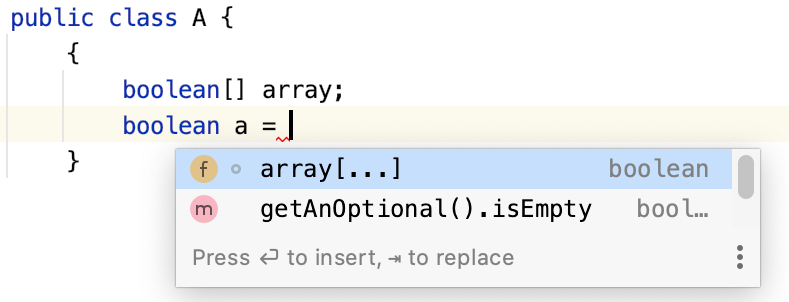 public class A {
{
boolean[] array;
boolean a =
}
f array[...] boolean
m getAnOptional().isEmpty bool…
Press ↩ to insert, ⇥ to replace